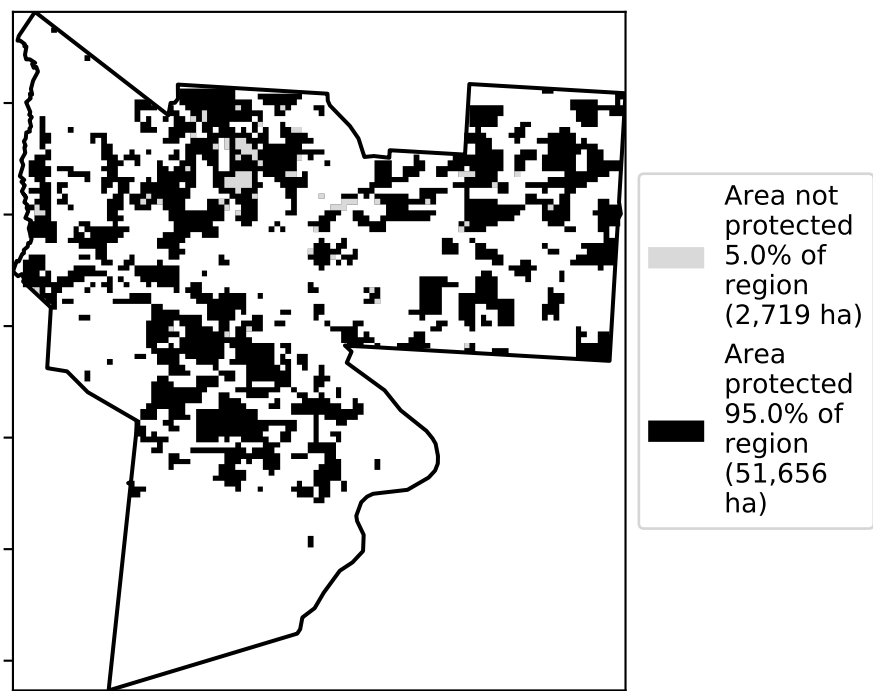 Area not
protected
5.0% of
region
(2,719 ha)
Area
protected
95.0% of
region
(51,656
ha)